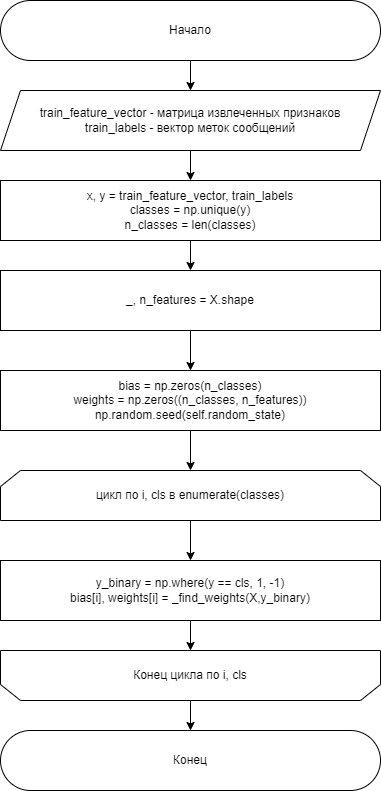 Начало
train_feature_vector - матрица извлеченных признаков
train_labels - вектор меток сообщений
x, y = train_feature_vector, train_labels
classes = np.unique(y)
n_classes = len(classes)
_, n_features = X.shape
bias = np.zeros(n_classes)
weights = np.zeros((n_classes, n_features))
np.random.seed(self.random_state)
цикл по i, cls в enumerate(classes)
y_binary = np.where(y == cls, 1, -1)
bias[i], weights[i] = _find_weights(X,y_binary)
Конец цикла по i, cls
Конец